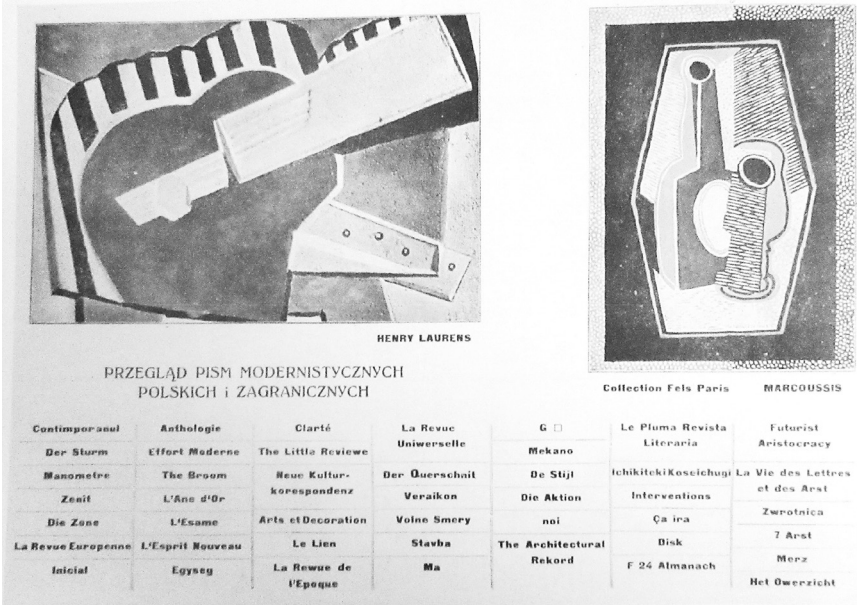 HENRY LAURENS
Collection Fels Paris
MARCOUSSIS
PRZEGLĄD PISM MODERNISTYCZNYCH
POLSKICH i ZAGRANICZNYCH
Contimporanul
Der Sturm
Manometre
Zenit
Die Zone
La Revue Europenne
Inicial
Anthologie
Effort Moderne
The Broom
L'Ane d'Or
L'Esame
L'Esprit Nouveau
Egyseg
Clarté
The Little Reviewe
Neue Kultur-
korespondenz
Arts et Decoration
Le Lien
La Rewue de
l'Epoque
La Revue
Uniwerselle
Der Querschnit
Veraikon
Volne Smery
Stavba
Ma
G □
Mekano
De Stijl
Die Aktion
noi
The Architectural
Rekord
Le Pluma Revista
Literaria
IchikitekiKoseichugi
Interventions
Ça ira
Disk
F 24 Almanach
Futurist
Aristocracy
La Vie des Lettres
et des Arst
Zwrotnica
7 Arst
Merz
Het Owerzicht